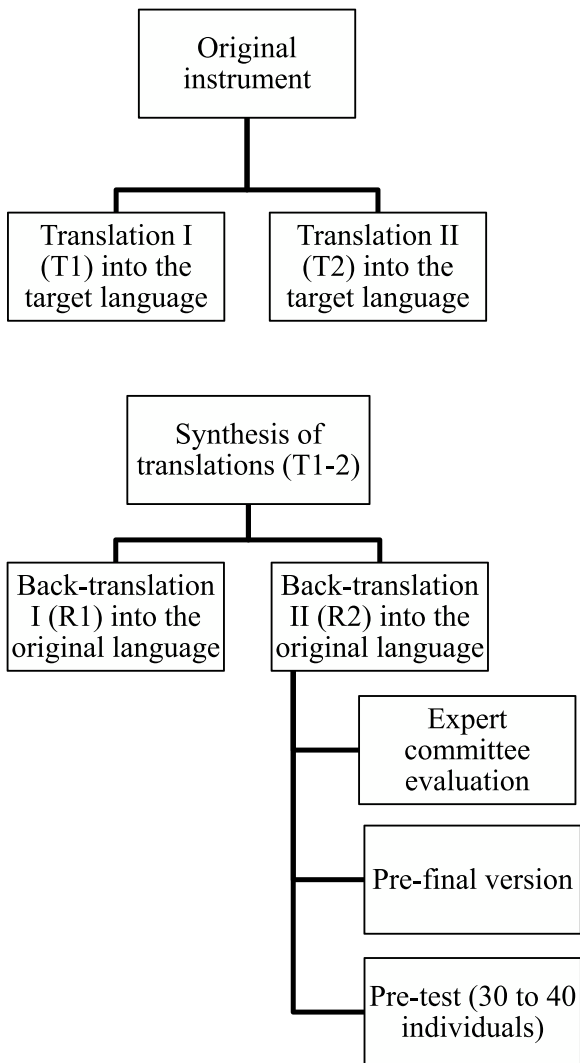 Original
instrument
Translation I
(T1) into the
target language
Translation II
(T2) into the
target language
Synthesis of
translations (T1-2)
Back-translation
I (R1) into the
original language
Back-translation
II (R2) into the
original language
Expert
committee
evaluation
Pre-final version
Pre-test (30 to 40
individuals)